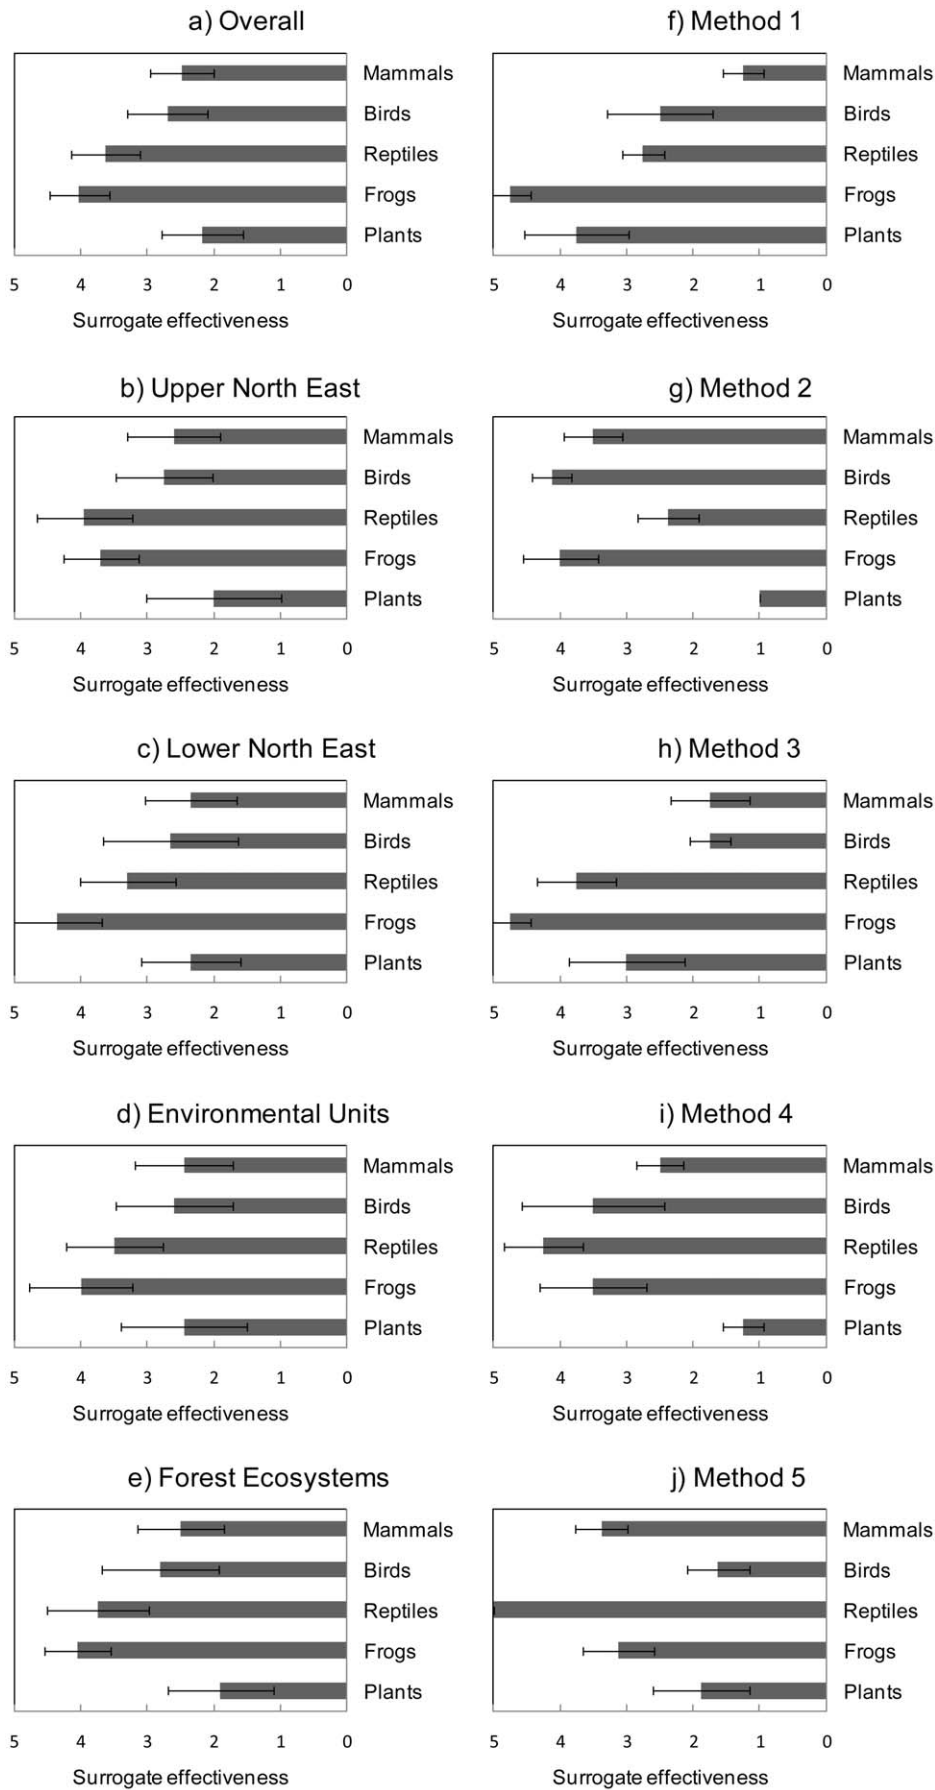 a) Overall
Mammals
Birds
Reptiles
Frogs
Plants
5 4 3 2 1 0
Surrogate effectiveness
b) Upper North East
Mammals
Birds
Reptiles
Frogs
Plants
5 4 3 2 1 0
Surrogate effectiveness
c) Lower North East
Mammals
Birds
Reptiles
Frogs
Plants
5 4 3 2 1 0
Surrogate effectiveness
d) Environmental Units
Mammals
Birds
Reptiles
Frogs
Plants
5 4 3 2 1 0
Surrogate effectiveness
e) Forest Ecosystems
Mammals
Birds
Reptiles
Frogs
Plants
5 4 3 2 1 0
Surrogate effectiveness
f) Method 1
Mammals
Birds
Reptiles
Frogs
Plants
5 4 3 2 1 0
Surrogate effectiveness
g) Method 2
Mammals
Birds
Reptiles
Frogs
Plants
5 4 3 2 1 0
Surrogate effectiveness
h) Method 3
Mammals
Birds
Reptiles
Frogs
Plants
5 4 3 2 1 0
Surrogate effectiveness
i) Method 4
Mammals
Birds
Reptiles
Frogs
Plants
5 4 3 2 1 0
Surrogate effectiveness
j) Method 5
Mammals
Birds
Reptiles
Frogs
Plants
5 4 3 2 1 0
Surrogate effectiveness